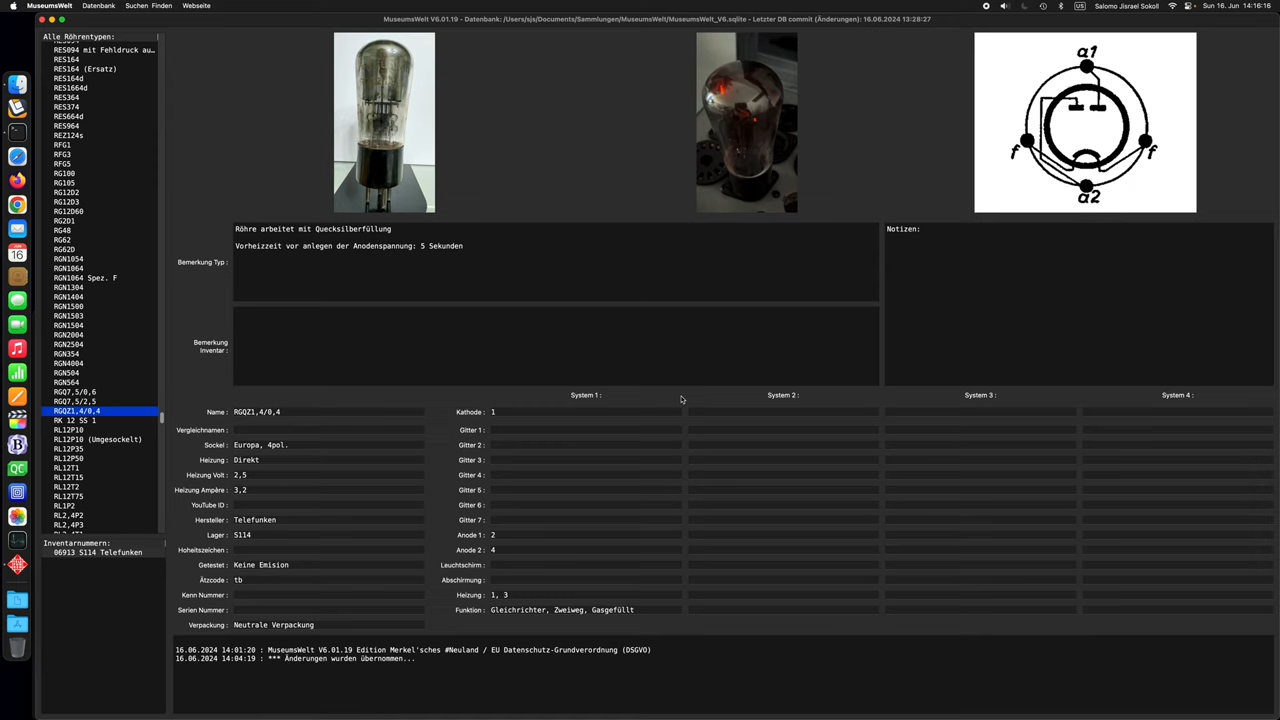 MuseumsWelt Datenbank Suchen Finden Webseite
Salomo Jisrael Sokoll Sun. 16. Jun 14:16:16
MuseumsWelt V6.01.19 - Datenbank: /Users/sjs/Documents/Sammlungen/MuseumsWelt/MuseumsWelt_V6.sqlite - Letzter DB commit (Änderungen): 16.06.2024 13:28:27
Alle Röhrentypen:
RES094 mit Fehldruck au…
RES164
RES164 (Ersatz)
RES164d
RES1664d
RES364
RES374
RES664d
RES964
REZ124s
RFG1
RFG3
RFG5
RG100
RG105
RG12D2
RG12D3
RG12D60
RG2D1
RG48
RG62
RG62D
RGN1054
RGN1064
RGN1064 Spez. F
RGN1304
RGN1404
RGN1500
RGN1503
RGN1504
RGN2004
RGN2504
RGN354
RGN4004
RGN504
RGN564
RGQ7,5/0,6
RGQ7,5/2,5
RGQZ1,4/0,4
RK 12 SS 1
RL12P10
RL12P10 (Umgesockelt)
RL12P35
RL12P50
RL12T1
RL12T15
RL12T2
RL12T75
RL1P2
RL2,4P2
RL2,4P3
Inventarnummern:
06913 S114 Telefunken
a1
f
f
a2
Bemerkung Typ :
Röhre arbeitet mit Quecksilberfüllung
Vorheizzeit vor anlegen der Anodenspannung: 5 Sekunden
Notizen:
Bemerkung
Inventar :
System 1 : System 2 : System 3 : System 4 :
Name : RGQZ1,4/0,4
Vergleichnamen :
Sockel : Europa, 4pol.
Heizung : Direkt
Heizung Volt : 2,5
Heizung Ampère : 3,2
YouTube ID :
Hersteller : Telefunken
Lager : S114
Hoheitszeichen :
Getestet : Keine Emision
Ätzcode : tb
Kenn Nummer :
Serien Nummer :
Verpackung : Neutrale Verpackung
Kathode : 1
Gitter 1 :
Gitter 2 :
Gitter 3 :
Gitter 4 :
Gitter 5 :
Gitter 6 :
Gitter 7 :
Anode 1 : 2
Anode 2 : 4
Leuchtschirm :
Abschirmung :
Heizung : 1, 3
Funktion : Gleichrichter, Zweiweg, Gasgefüllt
16.06.2024 14:01:20 : MuseumsWelt V6.01.19 Edition Merkel'sches #Neuland / EU Datenschutz-Grundverordnung (DSGVO)
16.06.2024 14:04:19 : *** Änderungen wurden übernommen...